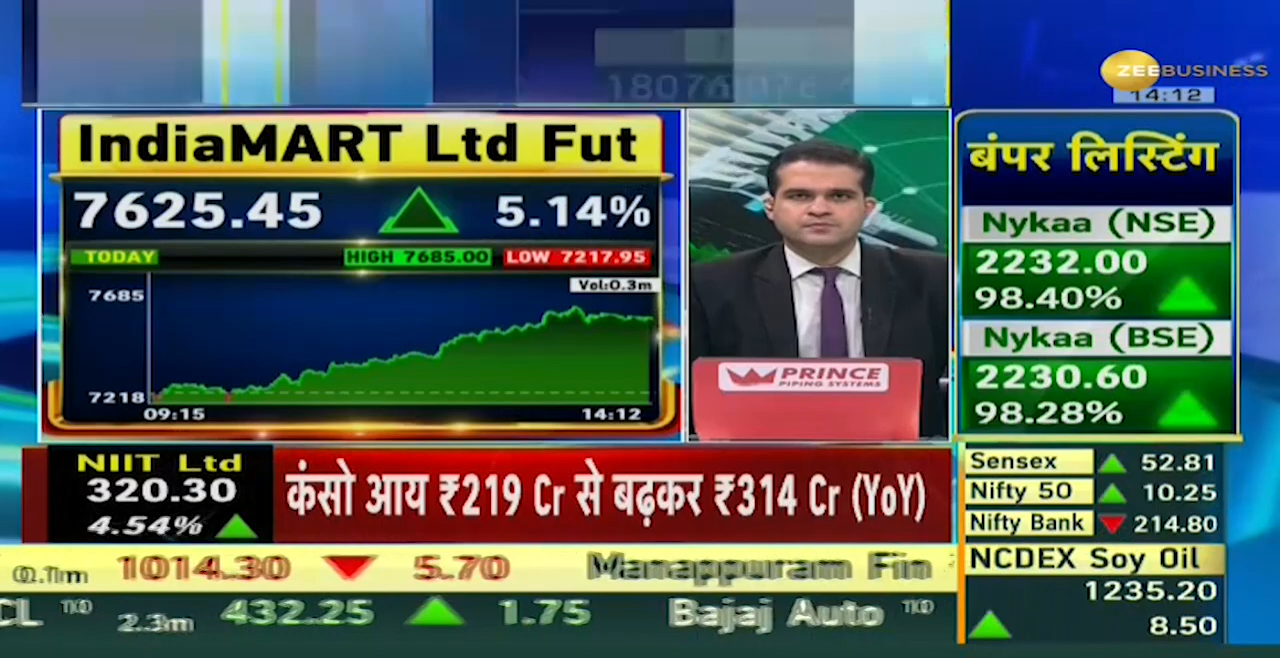 ZEEBUSINESS
14:12
IndiaMART Ltd Fut
7625.45 5.14%
TODAY HIGH 7685.00 LOW 7217.95
Vol:0.3m
7685
7218
09:15 14:12
PRINCE
PIPING SYSTEMS
बंपर लिस्टिंग
Nykaa (NSE)
2232.00
98.40%
Nykaa (BSE)
2230.60
98.28%
NIIT Ltd
320.30
4.54%
कंसो आय ₹219 Cr से बढ़कर ₹314 Cr (YoY)
Sensex 52.81
Nifty 50 10.25
Nifty Bank 214.80
NCDEX Soy Oil
1235.20
8.50
0.1m 1014.30 5.70 Manappuram Fin
CL 2.3m 432.25 1.75 Bajaj Auto